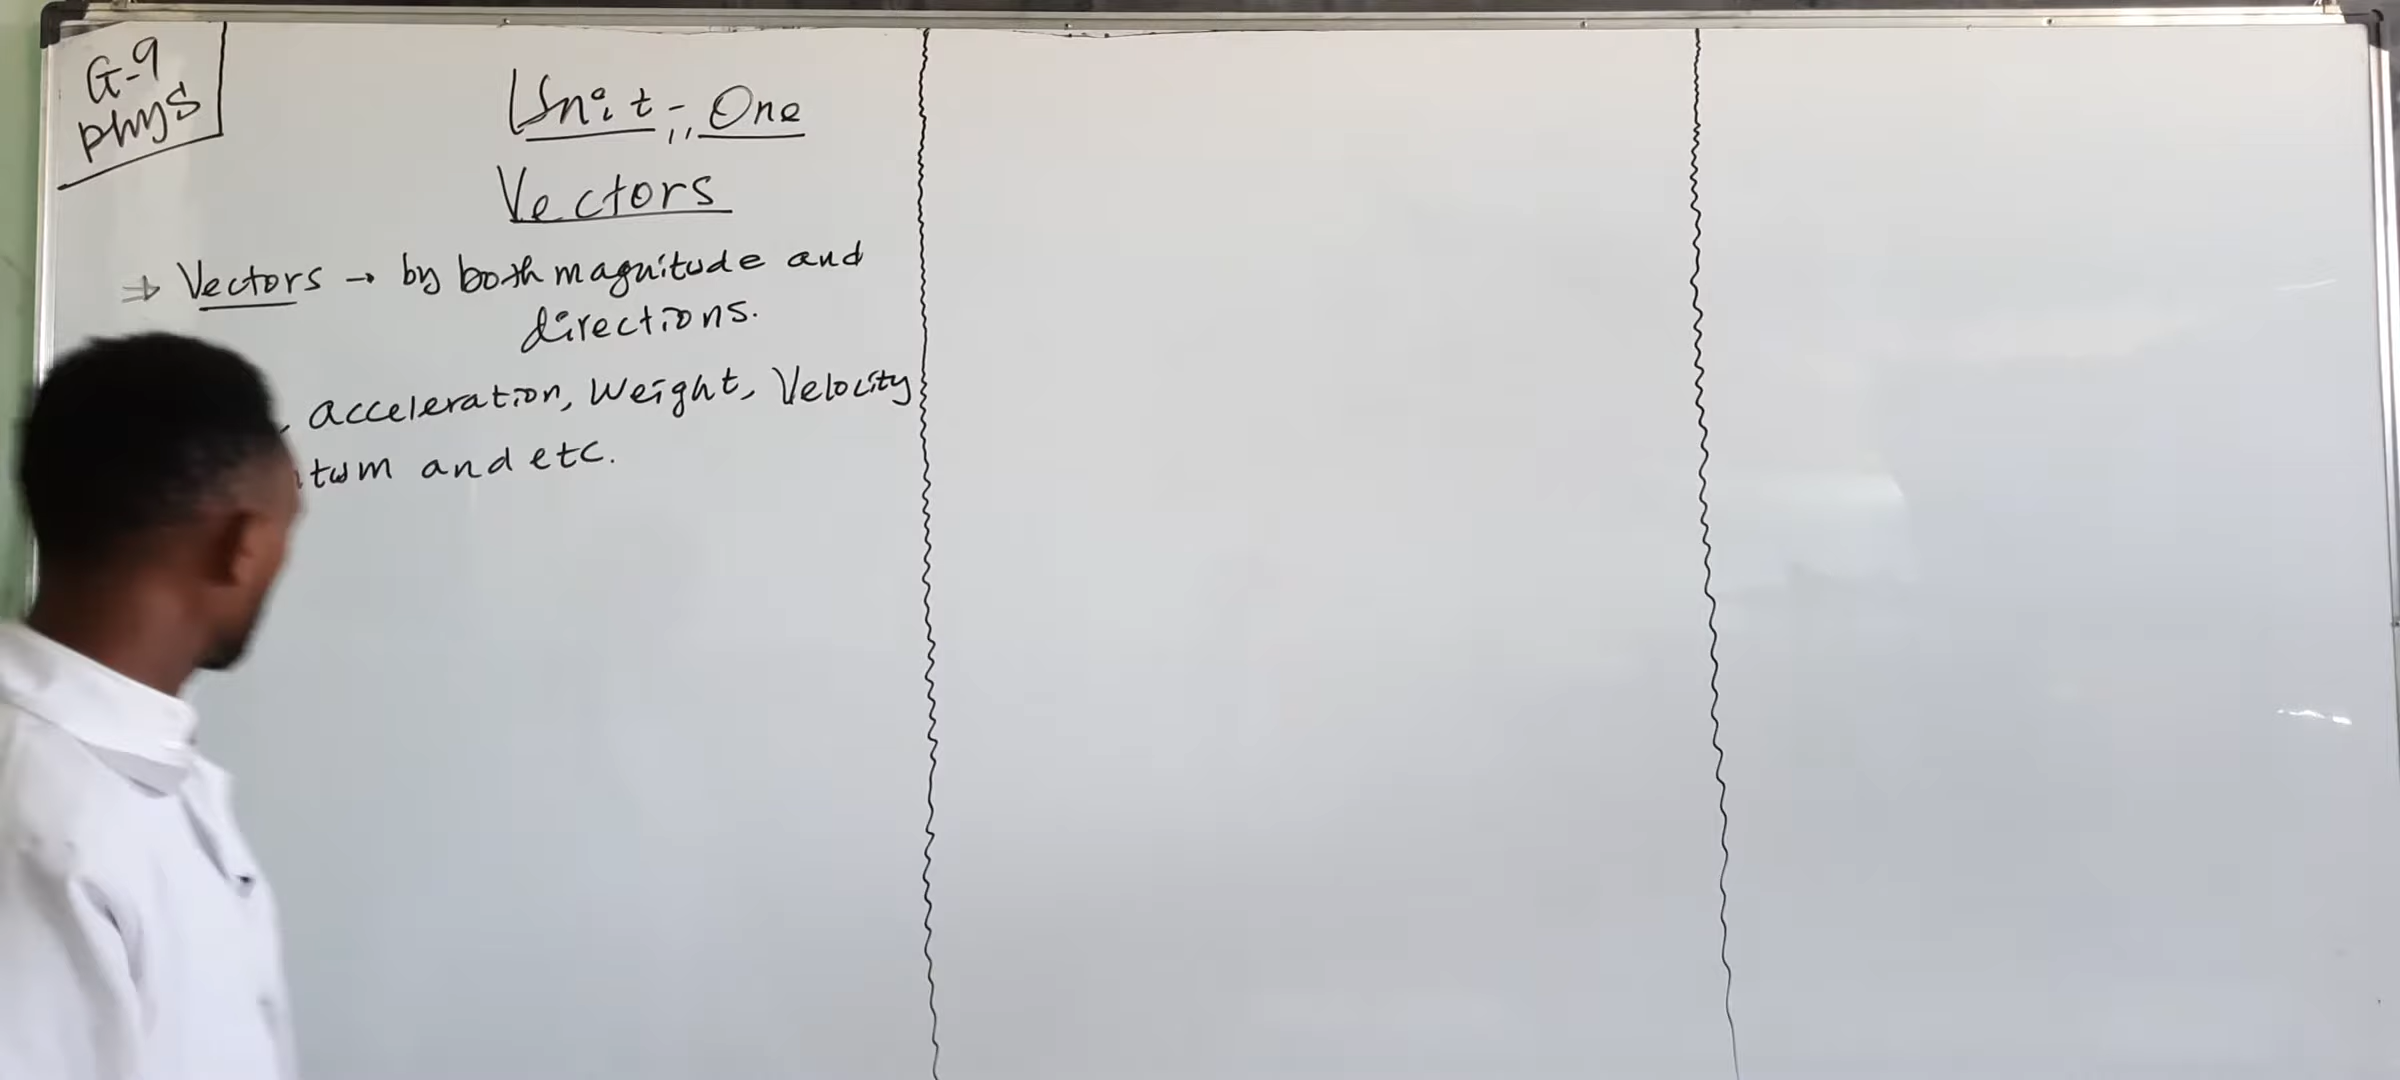 G-9
phys
Unit-,, One
Vectors
⇒ Vectors → by both magnitude and
directions.
, acceleration, Weight, Velocity
tum and etc.